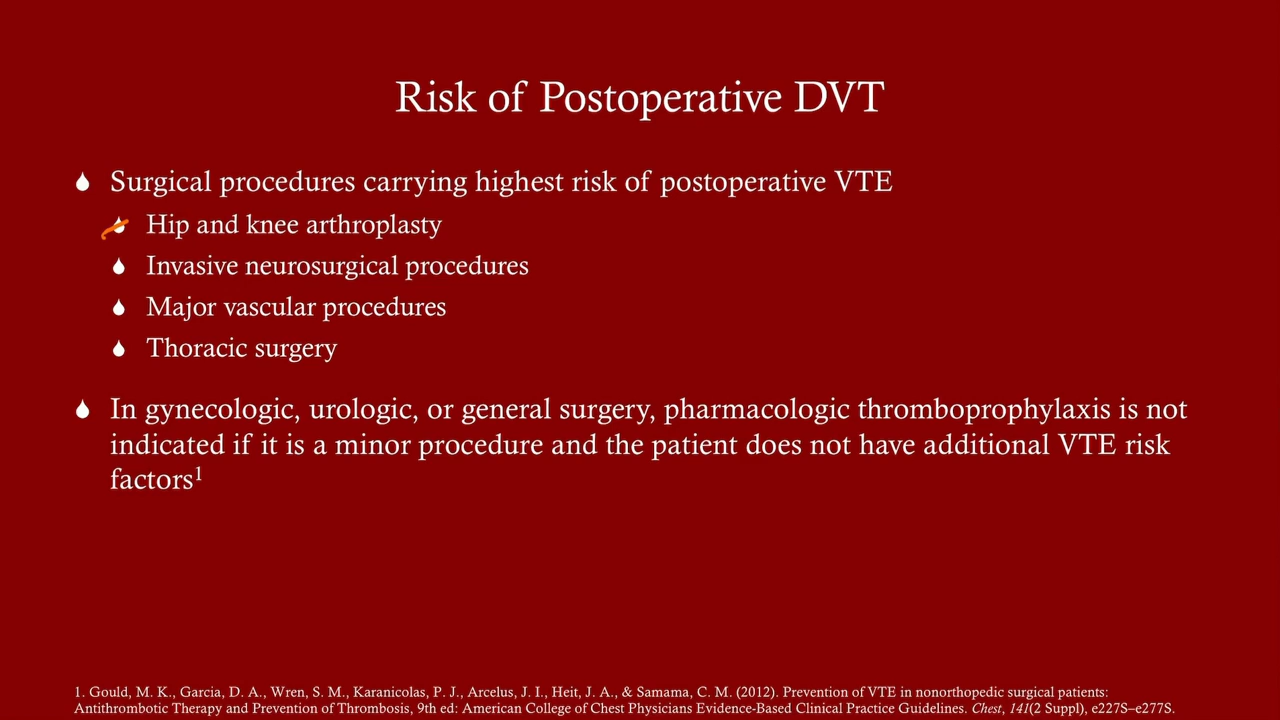 Risk of Postoperative DVT
Surgical procedures carrying highest risk of postoperative VTE
Hip and knee arthroplasty
Invasive neurosurgical procedures
Major vascular procedures
Thoracic surgery
In gynecologic, urologic, or general surgery, pharmacologic thromboprophylaxis is not
indicated if it is a minor procedure and the patient does not have additional VTE risk
factors¹
1. Gould, M. K., Garcia, D. A., Wren, S. M., Karanicolas, P. J., Arcelus, J. I., Heit, J. A., & Samama, C. M. (2012). Prevention of VTE in nonorthopedic surgical patients:
Antithrombotic Therapy and Prevention of Thrombosis, 9th ed: American College of Chest Physicians Evidence-Based Clinical Practice Guidelines. Chest, 141(2 Suppl), e227S–e277S.